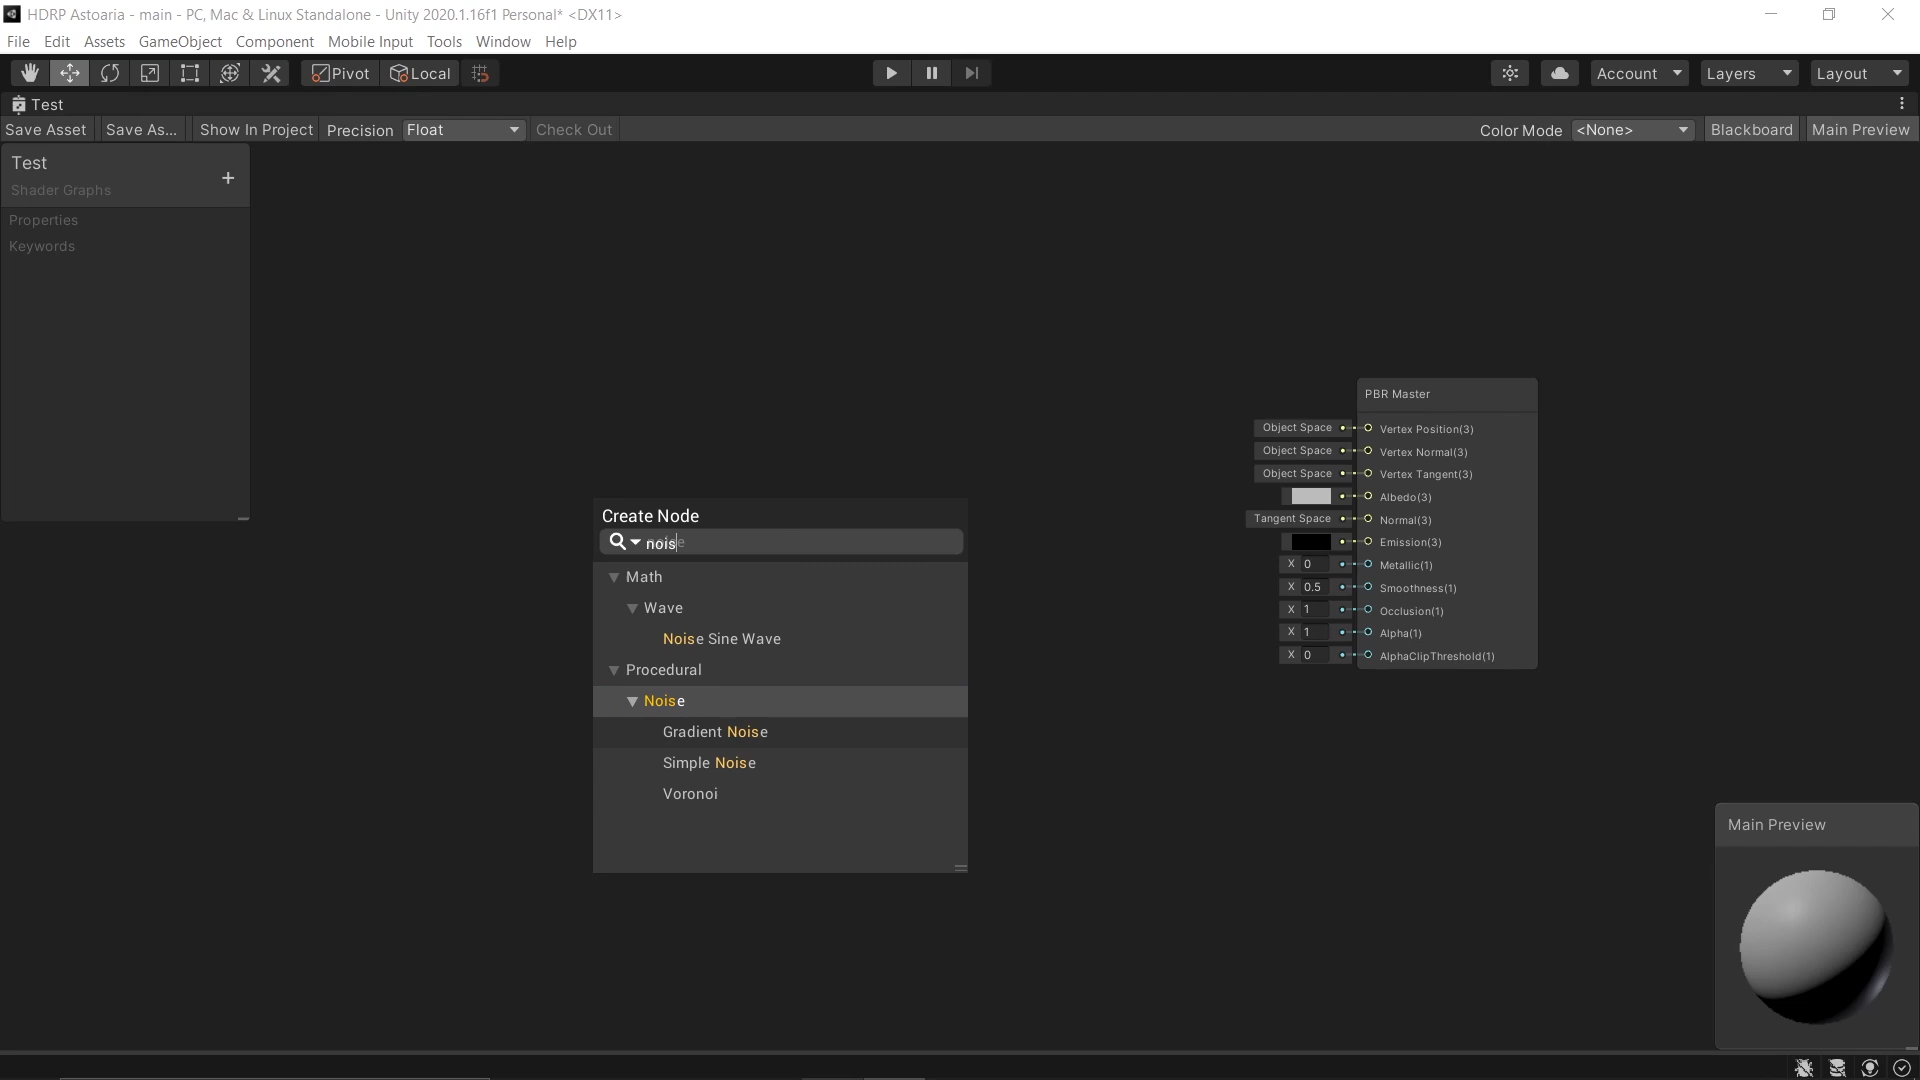 HDRP Astoaria - main - PC, Mac & Linux Standalone - Unity 2020.1.16f1 Personal* <DX11>
File Edit Assets GameObject Component Mobile Input Tools Window Help
Pivot Local Account Layers Layout
Test
Save Asset Save As... Show In Project Precision Float Check Out Color Mode <None> Blackboard Main Preview
Test
Shader Graphs
+
Properties
Keywords
Create Node
noise
Math
Wave
Noise Sine Wave
Procedural
Noise
Gradient Noise
Simple Noise
Voronoi
PBR Master
Object Space Vertex Position(3)
Object Space Vertex Normal(3)
Object Space Vertex Tangent(3)
Albedo(3)
Tangent Space Normal(3)
Emission(3)
X 0 Metallic(1)
X 0.5 Smoothness(1)
X 1 Occlusion(1)
X 1 Alpha(1)
X 0 AlphaClipThreshold(1)
Main Preview